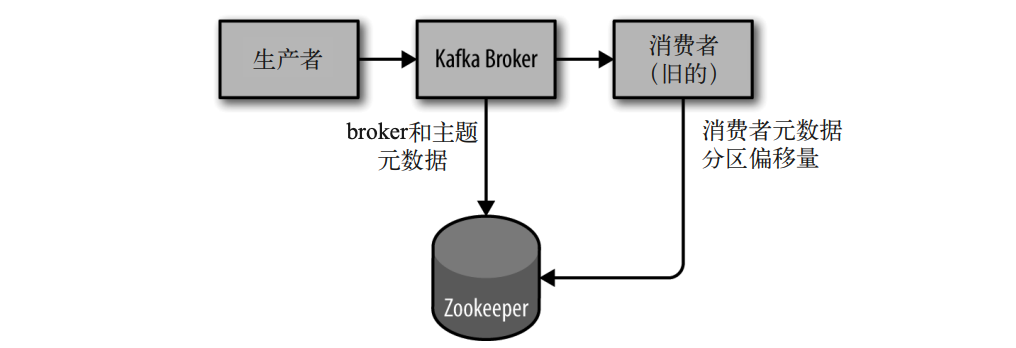 生产者
Kafka Broker
消费者
（旧的）
broker和主题
元数据
消费者元数据
分区偏移量
Zookeeper